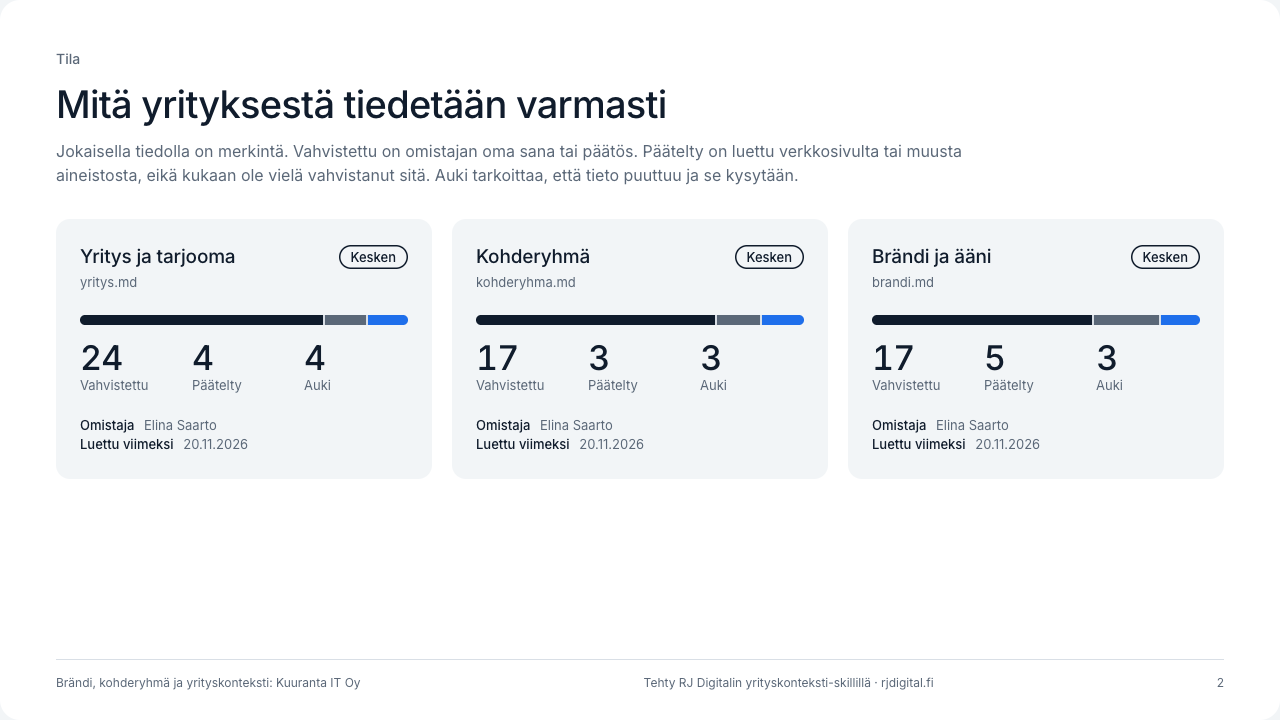 Tila
Mitä yrityksestä tiedetään varmasti
Jokaisella tiedolla on merkintä. Vahvistettu on omistajan oma sana tai päätös. Päätelty on luettu verkkosivulta tai muusta
aineistosta, eikä kukaan ole vielä vahvistanut sitä. Auki tarkoittaa, että tieto puuttuu ja se kysytään.
Yritys ja tarjooma Kesken
yritys.md
24 4 4
Vahvistettu Päätelty Auki
Omistaja Elina Saarto
Luettu viimeksi 20.11.2026
Kohderyhmä Kesken
kohderyhma.md
17 3 3
Vahvistettu Päätelty Auki
Omistaja Elina Saarto
Luettu viimeksi 20.11.2026
Brändi ja ääni Kesken
brandi.md
17 5 3
Vahvistettu Päätelty Auki
Omistaja Elina Saarto
Luettu viimeksi 20.11.2026
Brändi, kohderyhmä ja yrityskonteksti: Kuuranta IT Oy
Tehty RJ Digitalin yrityskonteksti-skillillä · rjdigital.fi
2